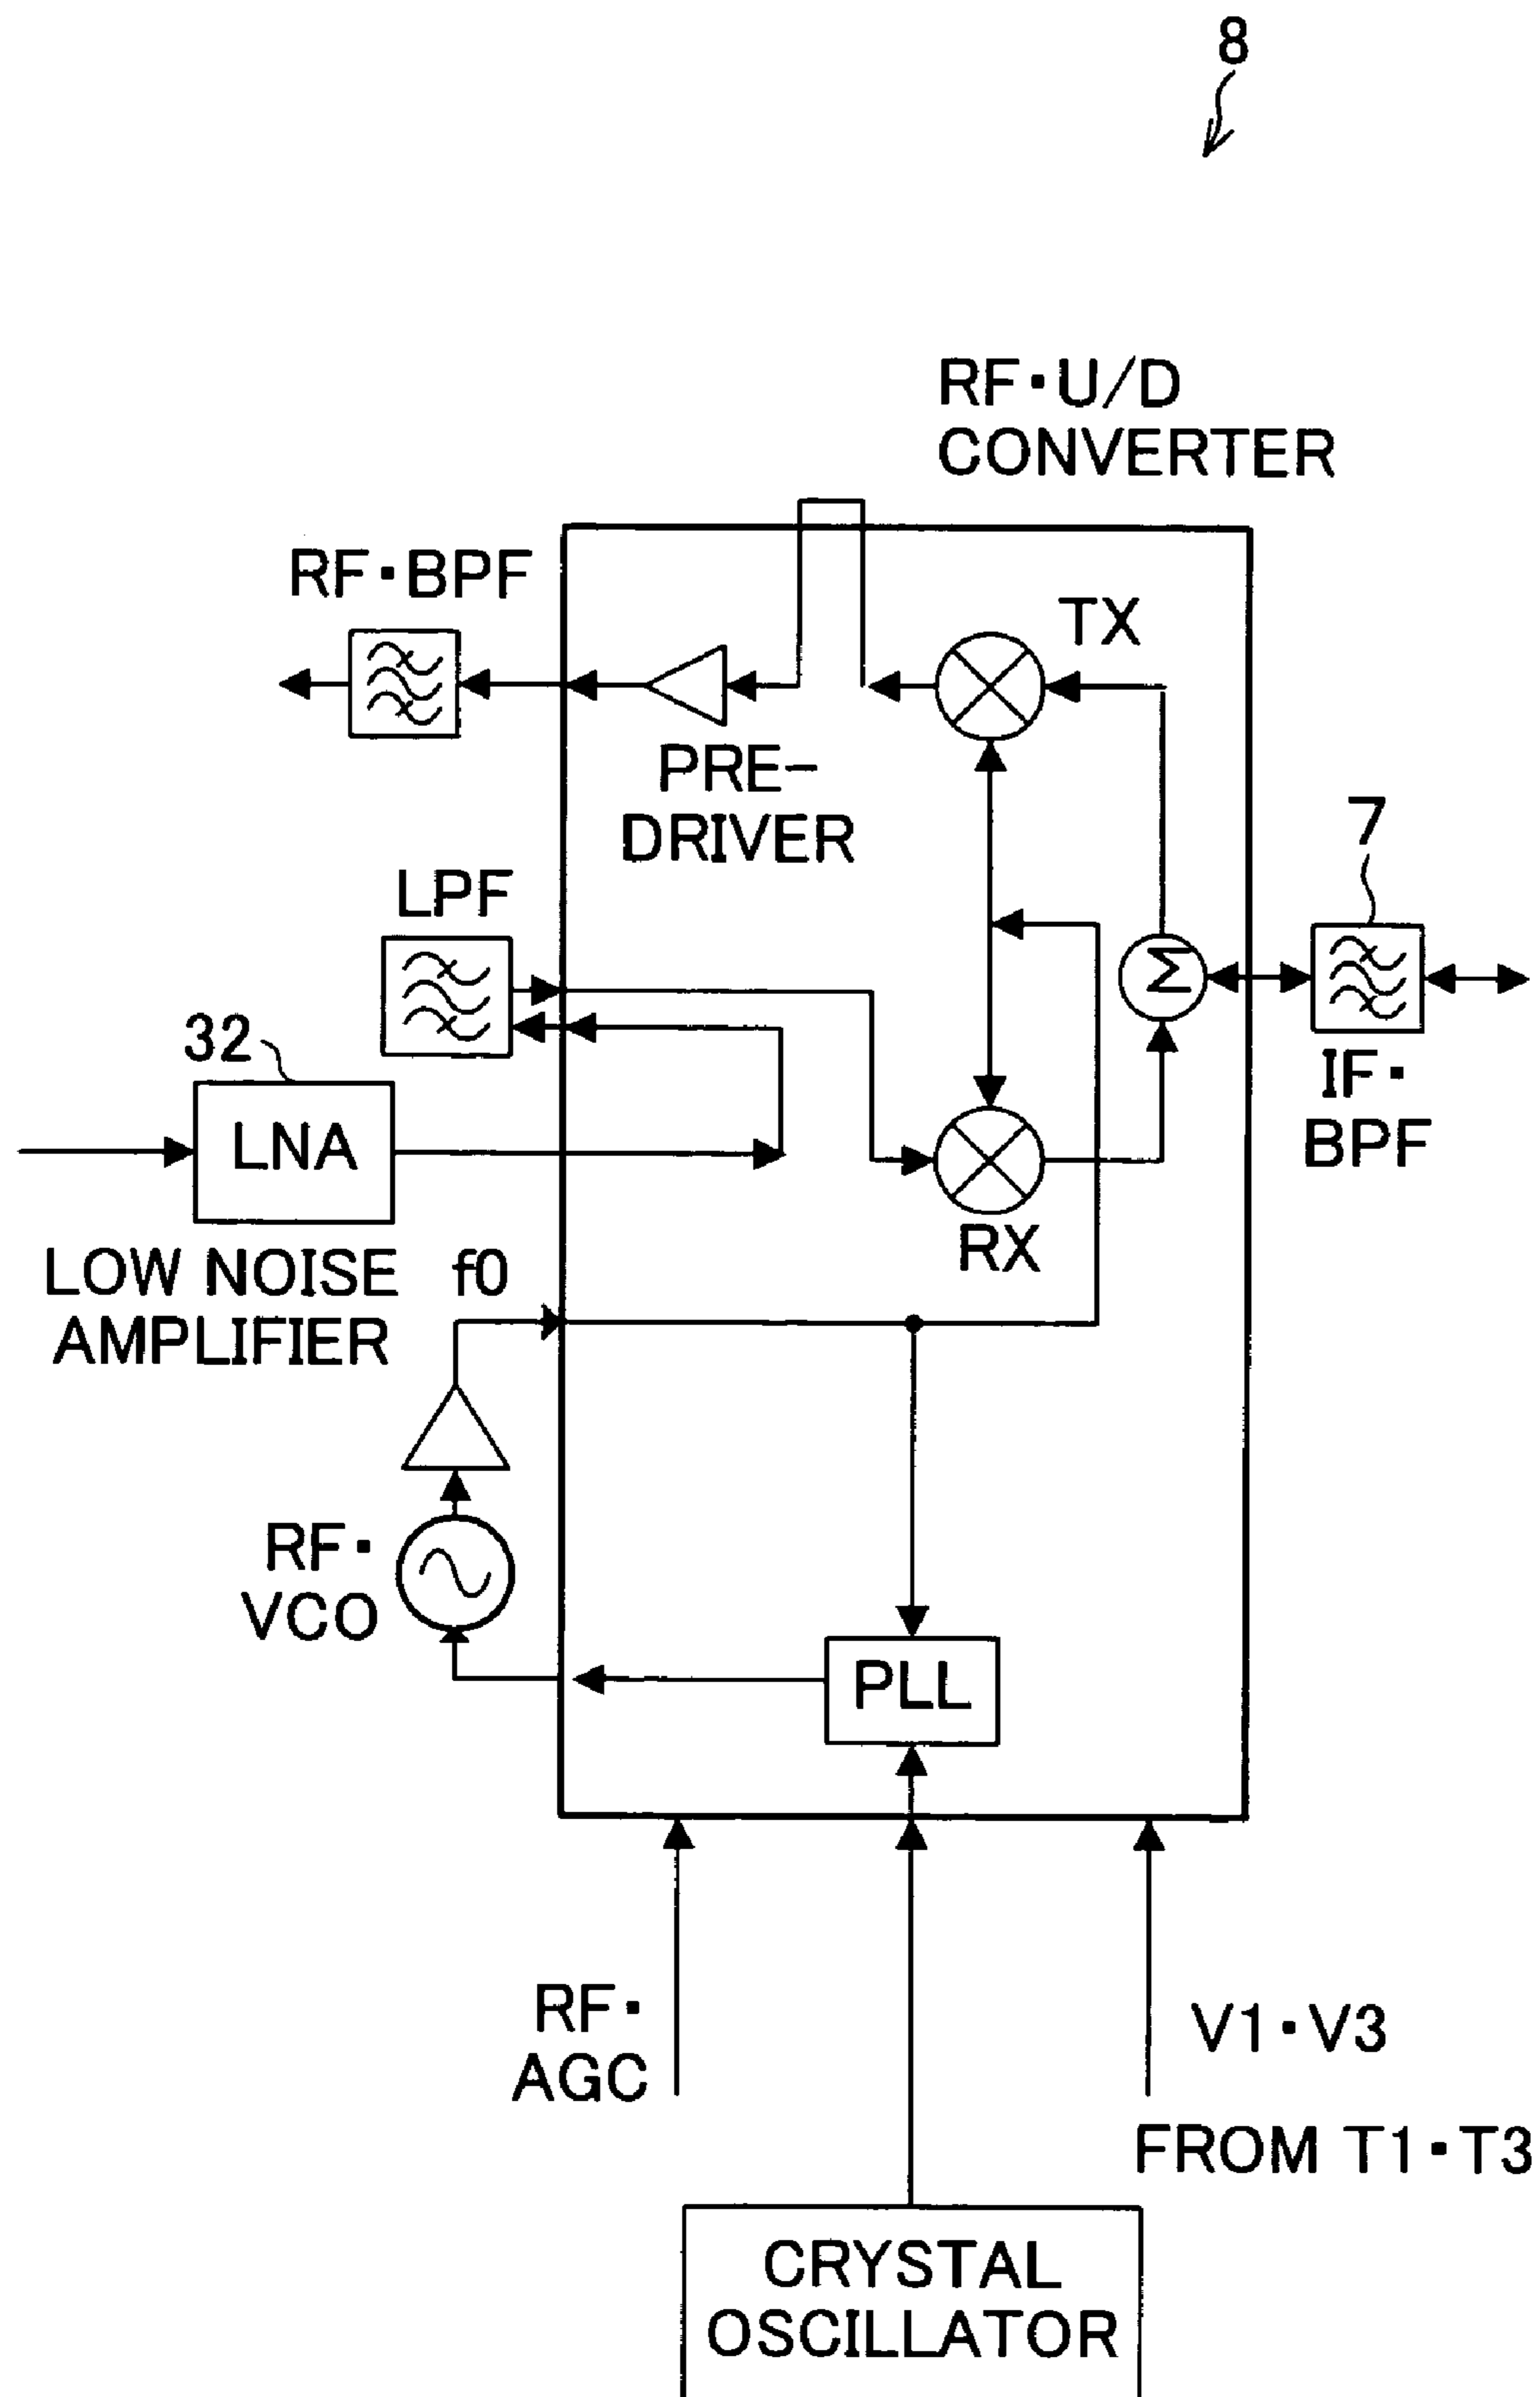 8
RF・U/D
CONVERTER
RF・BPF
TX
PRE-
DRIVER
7
LPF
Σ
32
IF・
BPF
LNA
RX
LOW NOISE
AMPLIFIER
f0
RF・
VCO
PLL
RF・
AGC
V1・V3
FROM T1・T3
CRYSTAL
OSCILLATOR